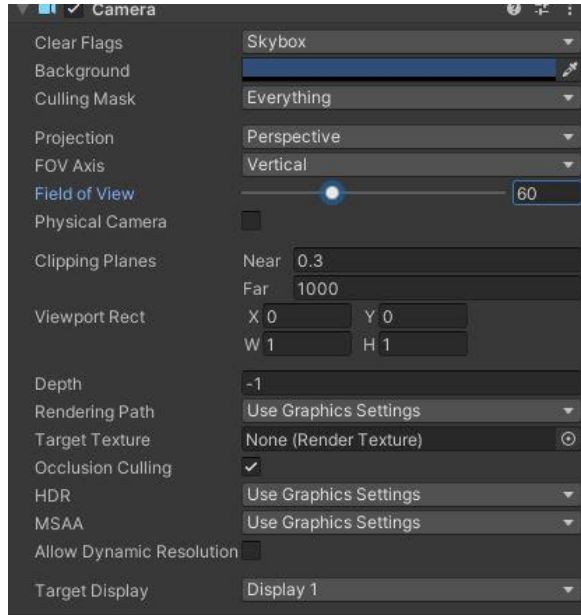 Camera
Clear Flags Skybox
Background
Culling Mask Everything
Projection Perspective
FOV Axis Vertical
Field of View 60
Physical Camera
Clipping Planes Near 0.3
Far 1000
Viewport Rect X 0 Y 0
W 1 H 1
Depth -1
Rendering Path Use Graphics Settings
Target Texture None (Render Texture)
Occlusion Culling
HDR Use Graphics Settings
MSAA Use Graphics Settings
Allow Dynamic Resolution
Target Display Display 1